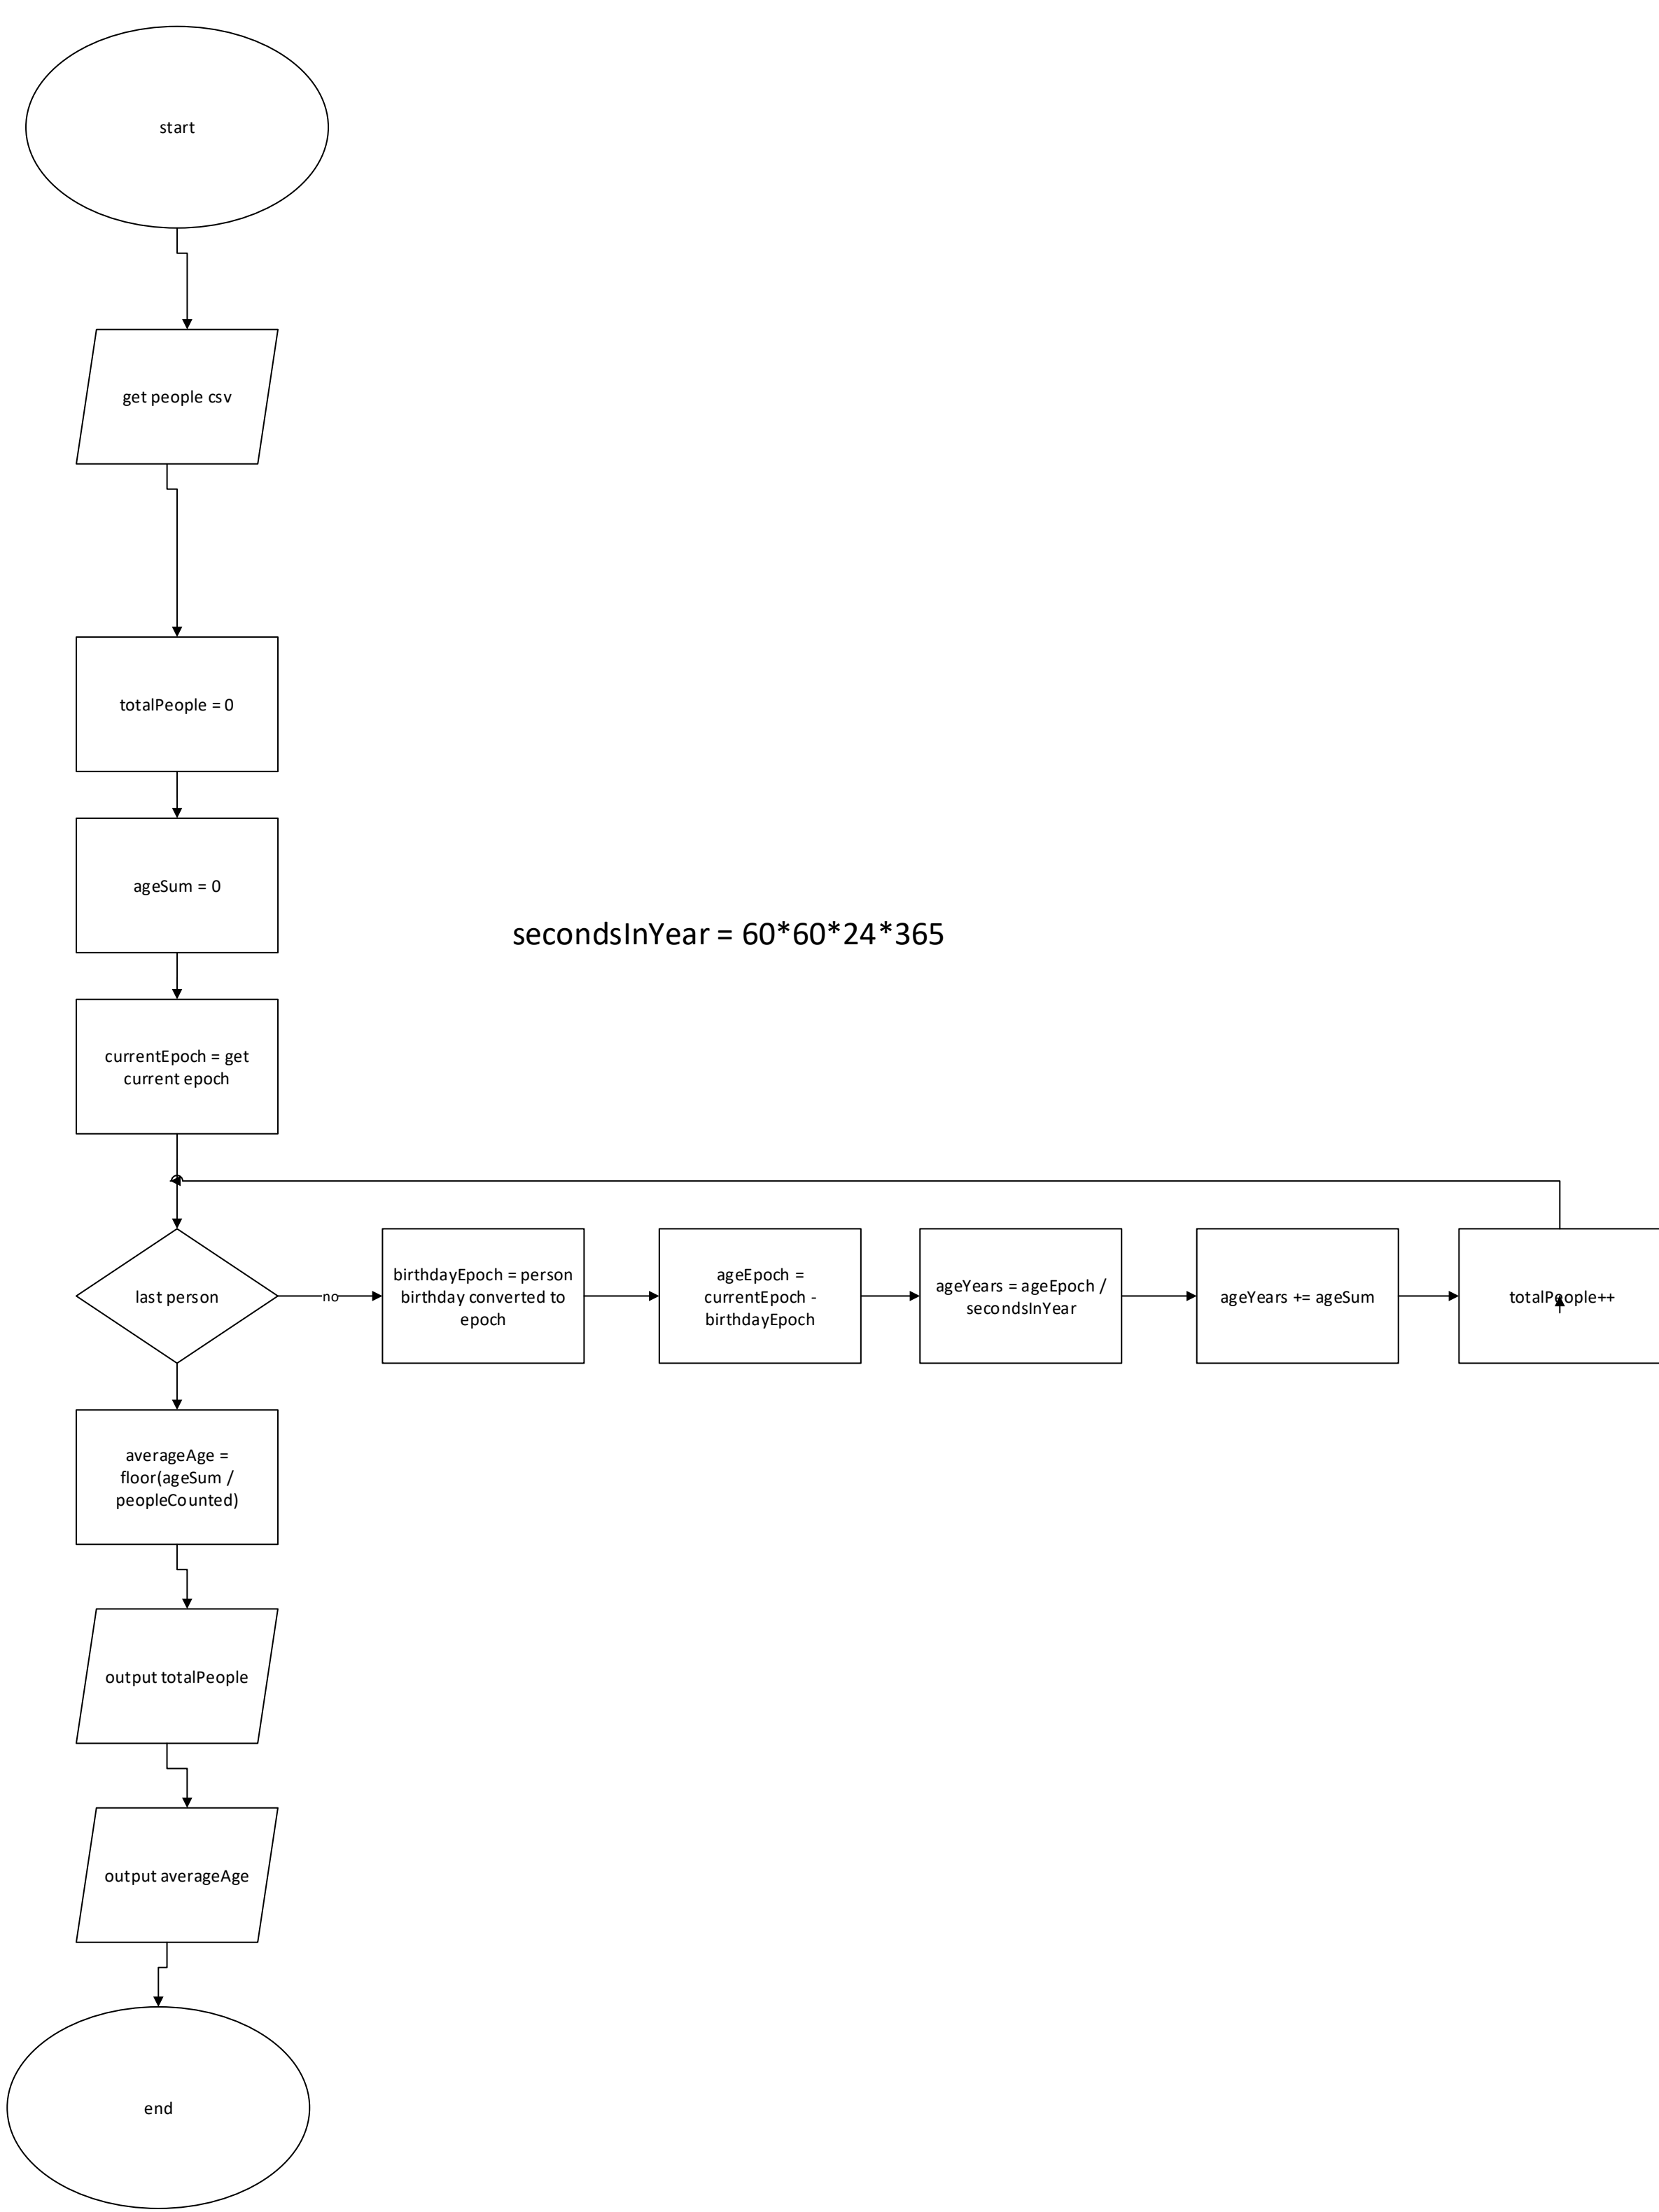 start
get people csv
totalPeople = 0
ageSum = 0
secondsInYear = 60*60*24*365
currentEpoch = get
current epoch
last person
no
birthdayEpoch = person
birthday converted to
epoch
ageEpoch =
currentEpoch -
birthdayEpoch
ageYears = ageEpoch /
secondsInYear
ageYears += ageSum
totalPeople++
averageAge =
floor(ageSum /
peopleCounted)
output totalPeople
output averageAge
end